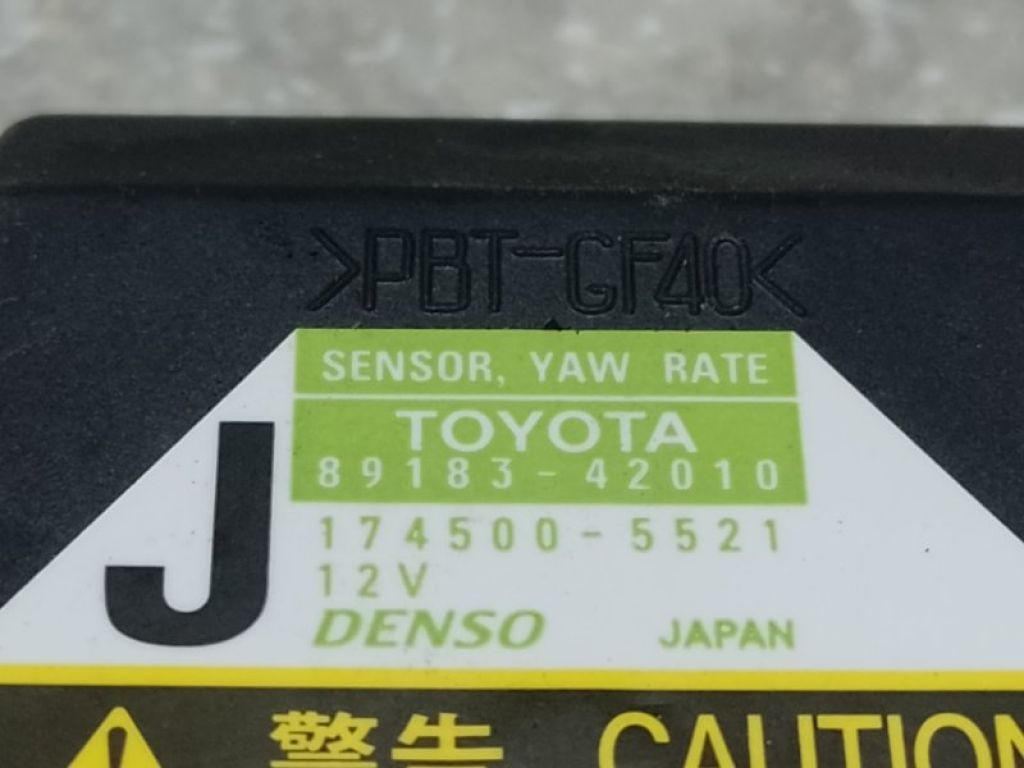 >PBT-GF40<
SENSOR, YAW RATE
TOYOTA
89183-42010
J
174500-5521
12V
DENSO JAPAN
警告 CAUTION